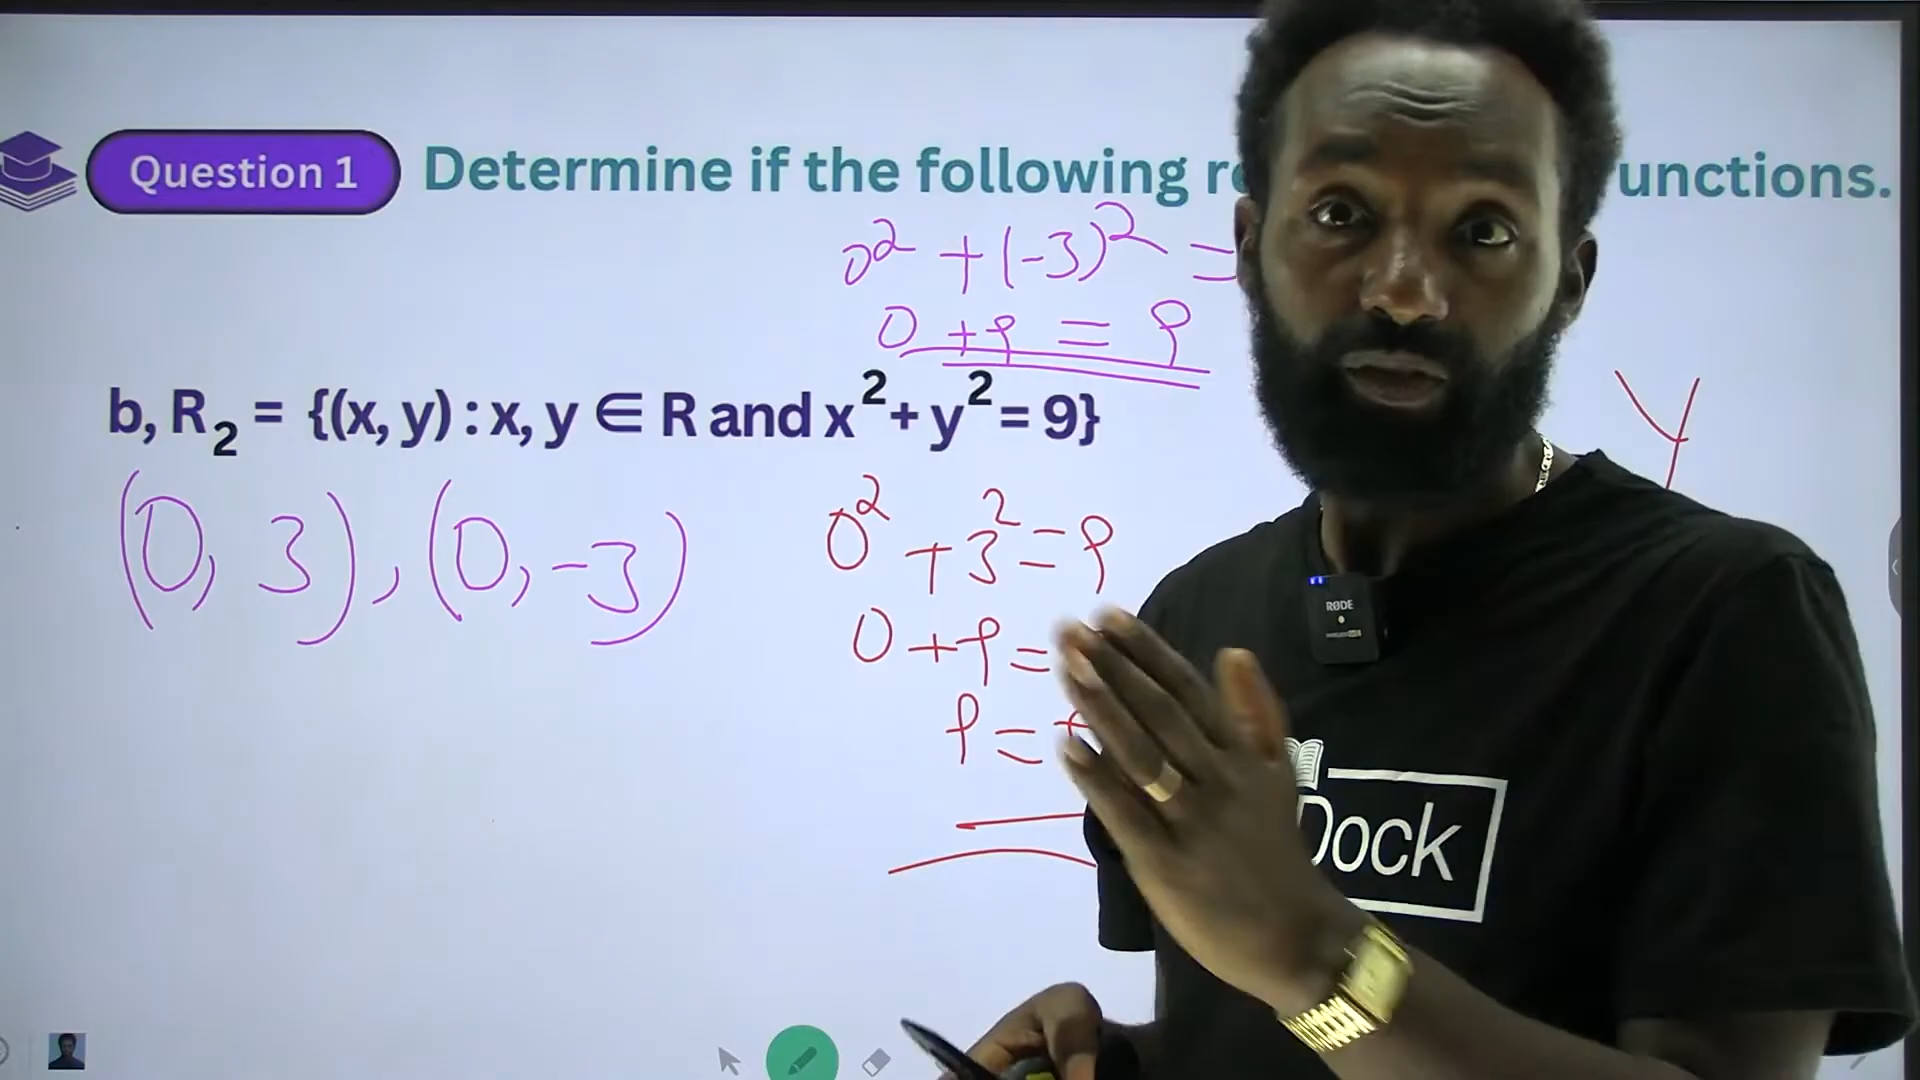 Question 1
Determine if the following unctions.
0² + (-3)² =
0 + 9 = 9
b, R₂ = {(x, y) : x, y ∈ R and x² + y² = 9}
(0, 3), (0, -3)
0² + 3² = 9
0 + 9 =
9 =
y
RØDE
Dock